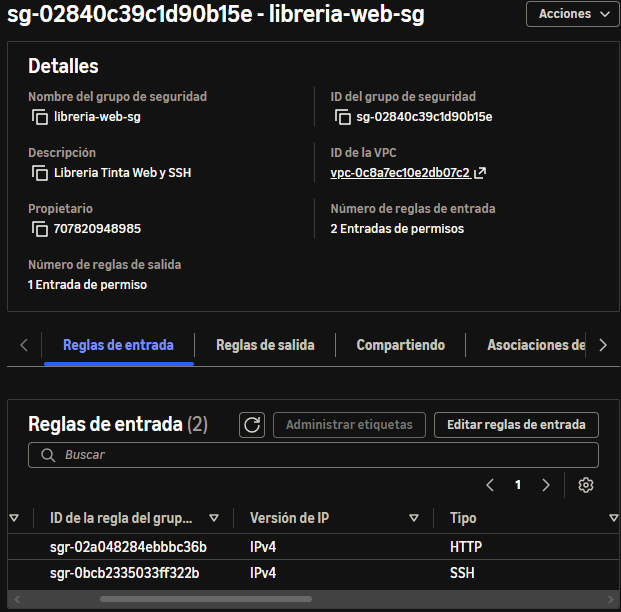 sg-02840c39c1d90b15e - libreria-web-sg
Acciones
Detalles
Nombre del grupo de seguridad
libreria-web-sg
ID del grupo de seguridad
sg-02840c39c1d90b15e
Descripción
Libreria Tinta Web y SSH
ID de la VPC
vpc-0c8a7ec10e2db07c2
Propietario
707820948985
Número de reglas de entrada
2 Entradas de permisos
Número de reglas de salida
1 Entrada de permiso
Reglas de entrada
Reglas de salida
Compartiendo
Asociaciones de
Reglas de entrada (2)
Administrar etiquetas
Editar reglas de entrada
Buscar
1
ID de la regla del grup... Versión de IP Tipo
sgr-02a048284ebbbc36b IPv4 HTTP
sgr-0bcb2335033ff322b IPv4 SSH